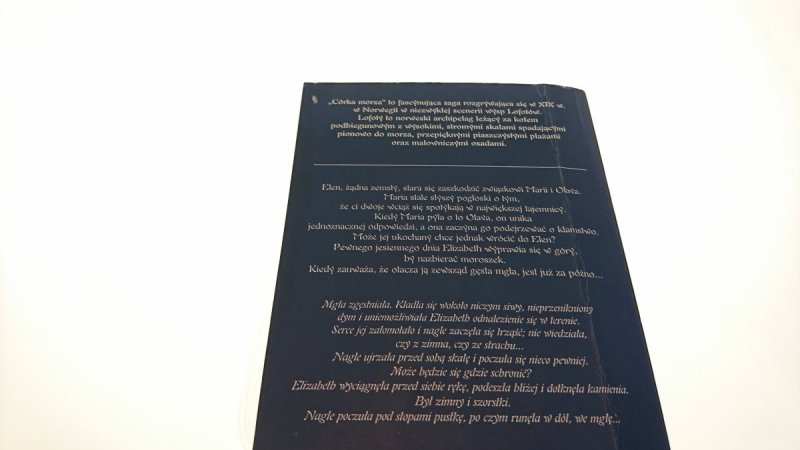 „Córka morza" to fascynująca saga rozgrywająca się w XIX w.
w Norwegii w niezwykłej scenerii wysp Lofotów.
Lofoty to norweski archipelag leżący za kołem
podbiegunowym z wysokimi, stromymi skałami spadającymi
pionowo do morza, przepięknymi piaszczystymi plażami
oraz malowniczymi osadami.
Elen, żądna zemsty, stara się zaszkodzić związkowi Marii i Olava.
Maria stale słyszy pogłoski o tym,
że ci dwoje wciąż się spotykają w największej tajemnicy.
Kiedy Maria pyta o to Olava, on unika
jednoznacznej odpowiedzi, a ona zaczyna go podejrzewać o kłamstwo.
Może jej ukochany chce jednak wrócić do Elen?
Pewnego jesiennego dnia Elizabeth wyprawia się w góry,
by nazbierać moroszek.
Kiedy zauważa, że otacza ją zewsząd gęsta mgła, jest już za późno...
Mgła zgęstniała. Kładła się wokoło niczym siwy, nieprzenikniony
dym i uniemożliwiała Elizabeth odnalezienie się w terenie.
Serce jej załomotało i nagle zaczęła się trząść; nie wiedziała,
czy z zimna, czy ze strachu...
Nagle ujrzała przed sobą skałę i poczuła się nieco pewniej.
Może będzie się gdzie schronić?
Elizabeth wyciągnęła przed siebie rękę, podeszła bliżej i dotknęła kamienia.
Był zimny i szorstki.
Nagle poczuła pod stopami pustkę, po czym runęła w dół, we mgłę...